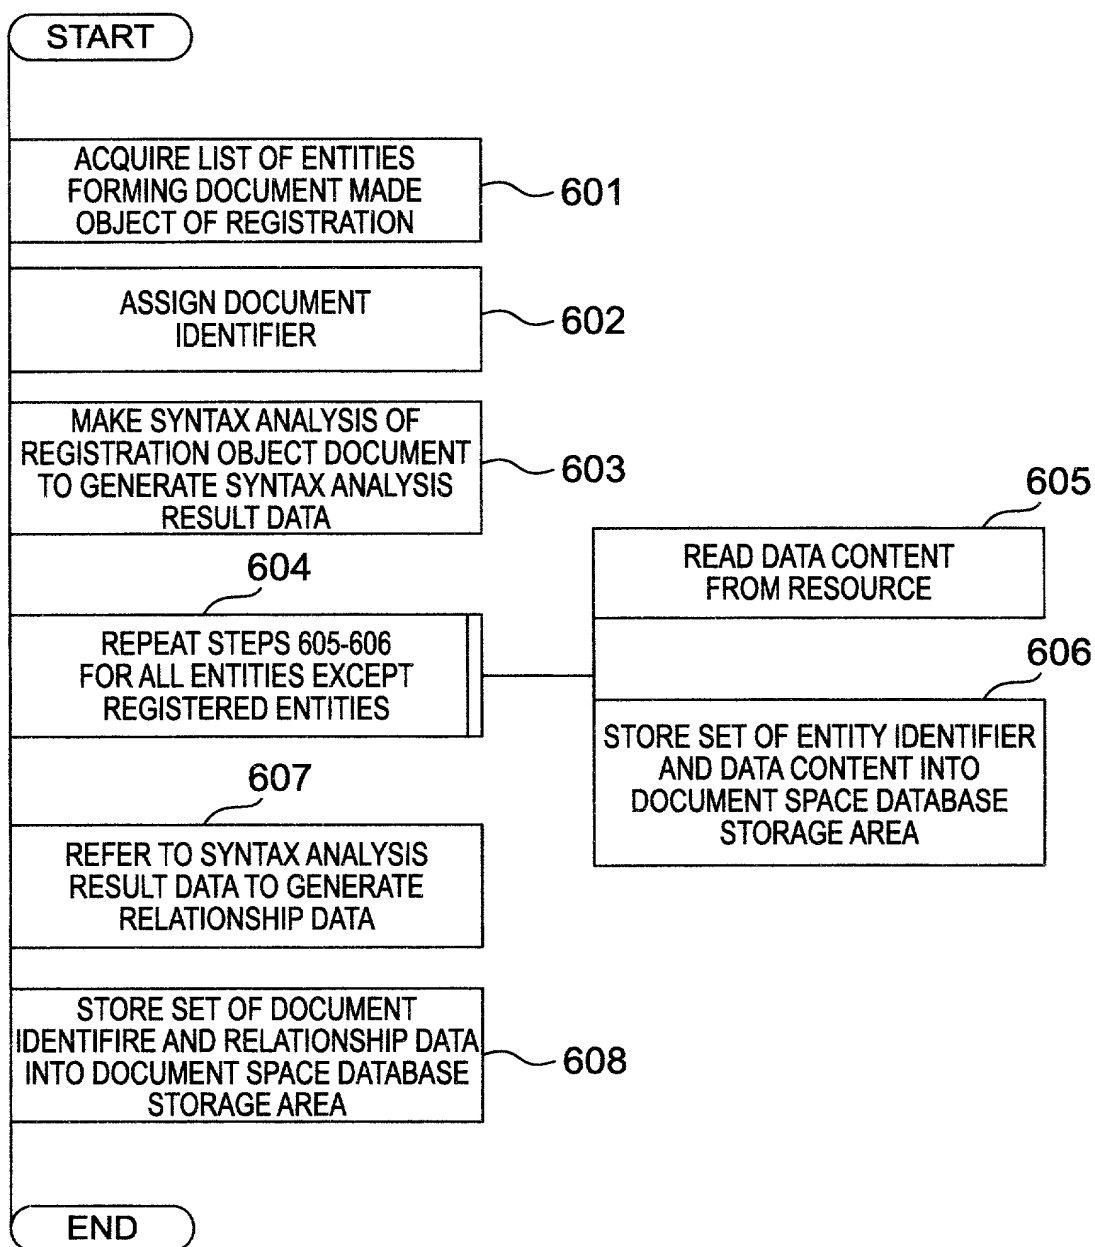 START
ACQUIRE LIST OF ENTITIES
FORMING DOCUMENT MADE
OBJECT OF REGISTRATION
601
ASSIGN DOCUMENT
IDENTIFIER
602
MAKE SYNTAX ANALYSIS OF
REGISTRATION OBJECT DOCUMENT
TO GENERATE SYNTAX ANALYSIS
RESULT DATA
603
604
REPEAT STEPS 605-606
FOR ALL ENTITIES EXCEPT
REGISTERED ENTITIES
605
READ DATA CONTENT
FROM RESOURCE
606
STORE SET OF ENTITY IDENTIFIER
AND DATA CONTENT INTO
DOCUMENT SPACE DATABASE
STORAGE AREA
607
REFER TO SYNTAX ANALYSIS
RESULT DATA TO GENERATE
RELATIONSHIP DATA
STORE SET OF DOCUMENT
IDENTIFIRE AND RELATIONSHIP DATA
INTO DOCUMENT SPACE DATABASE
STORAGE AREA
608
END